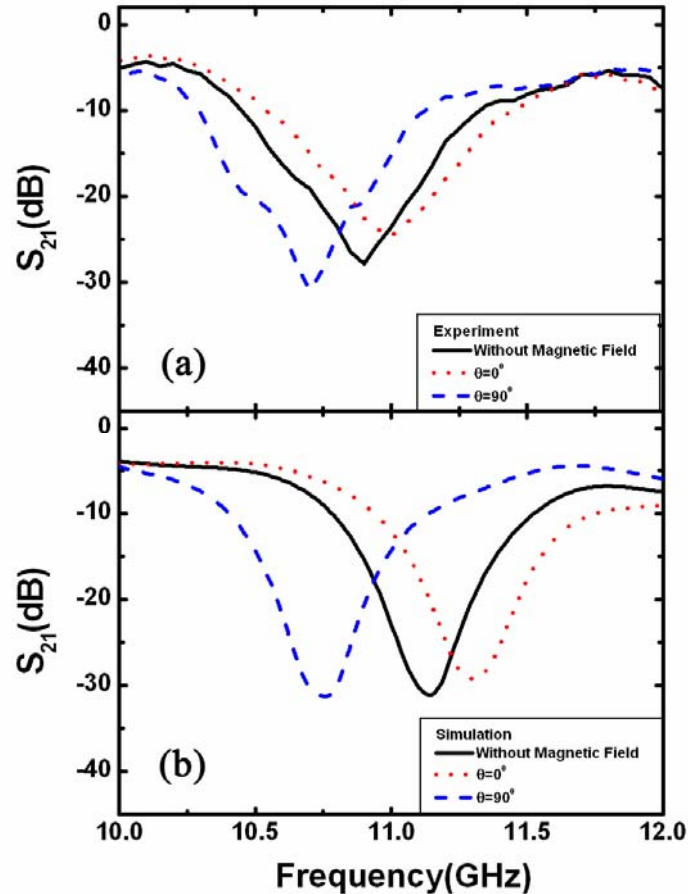 0
-10
-20
-30
-40
S21(dB)
(a)
Experiment
Without Magnetic Field
θ=0°
θ=90°
0
-10
-20
-30
-40
S21(dB)
(b)
Simulation
Without Magnetic Field
θ=0°
θ=90°
10.0 10.5 11.0 11.5 12.0
Frequency(GHz)